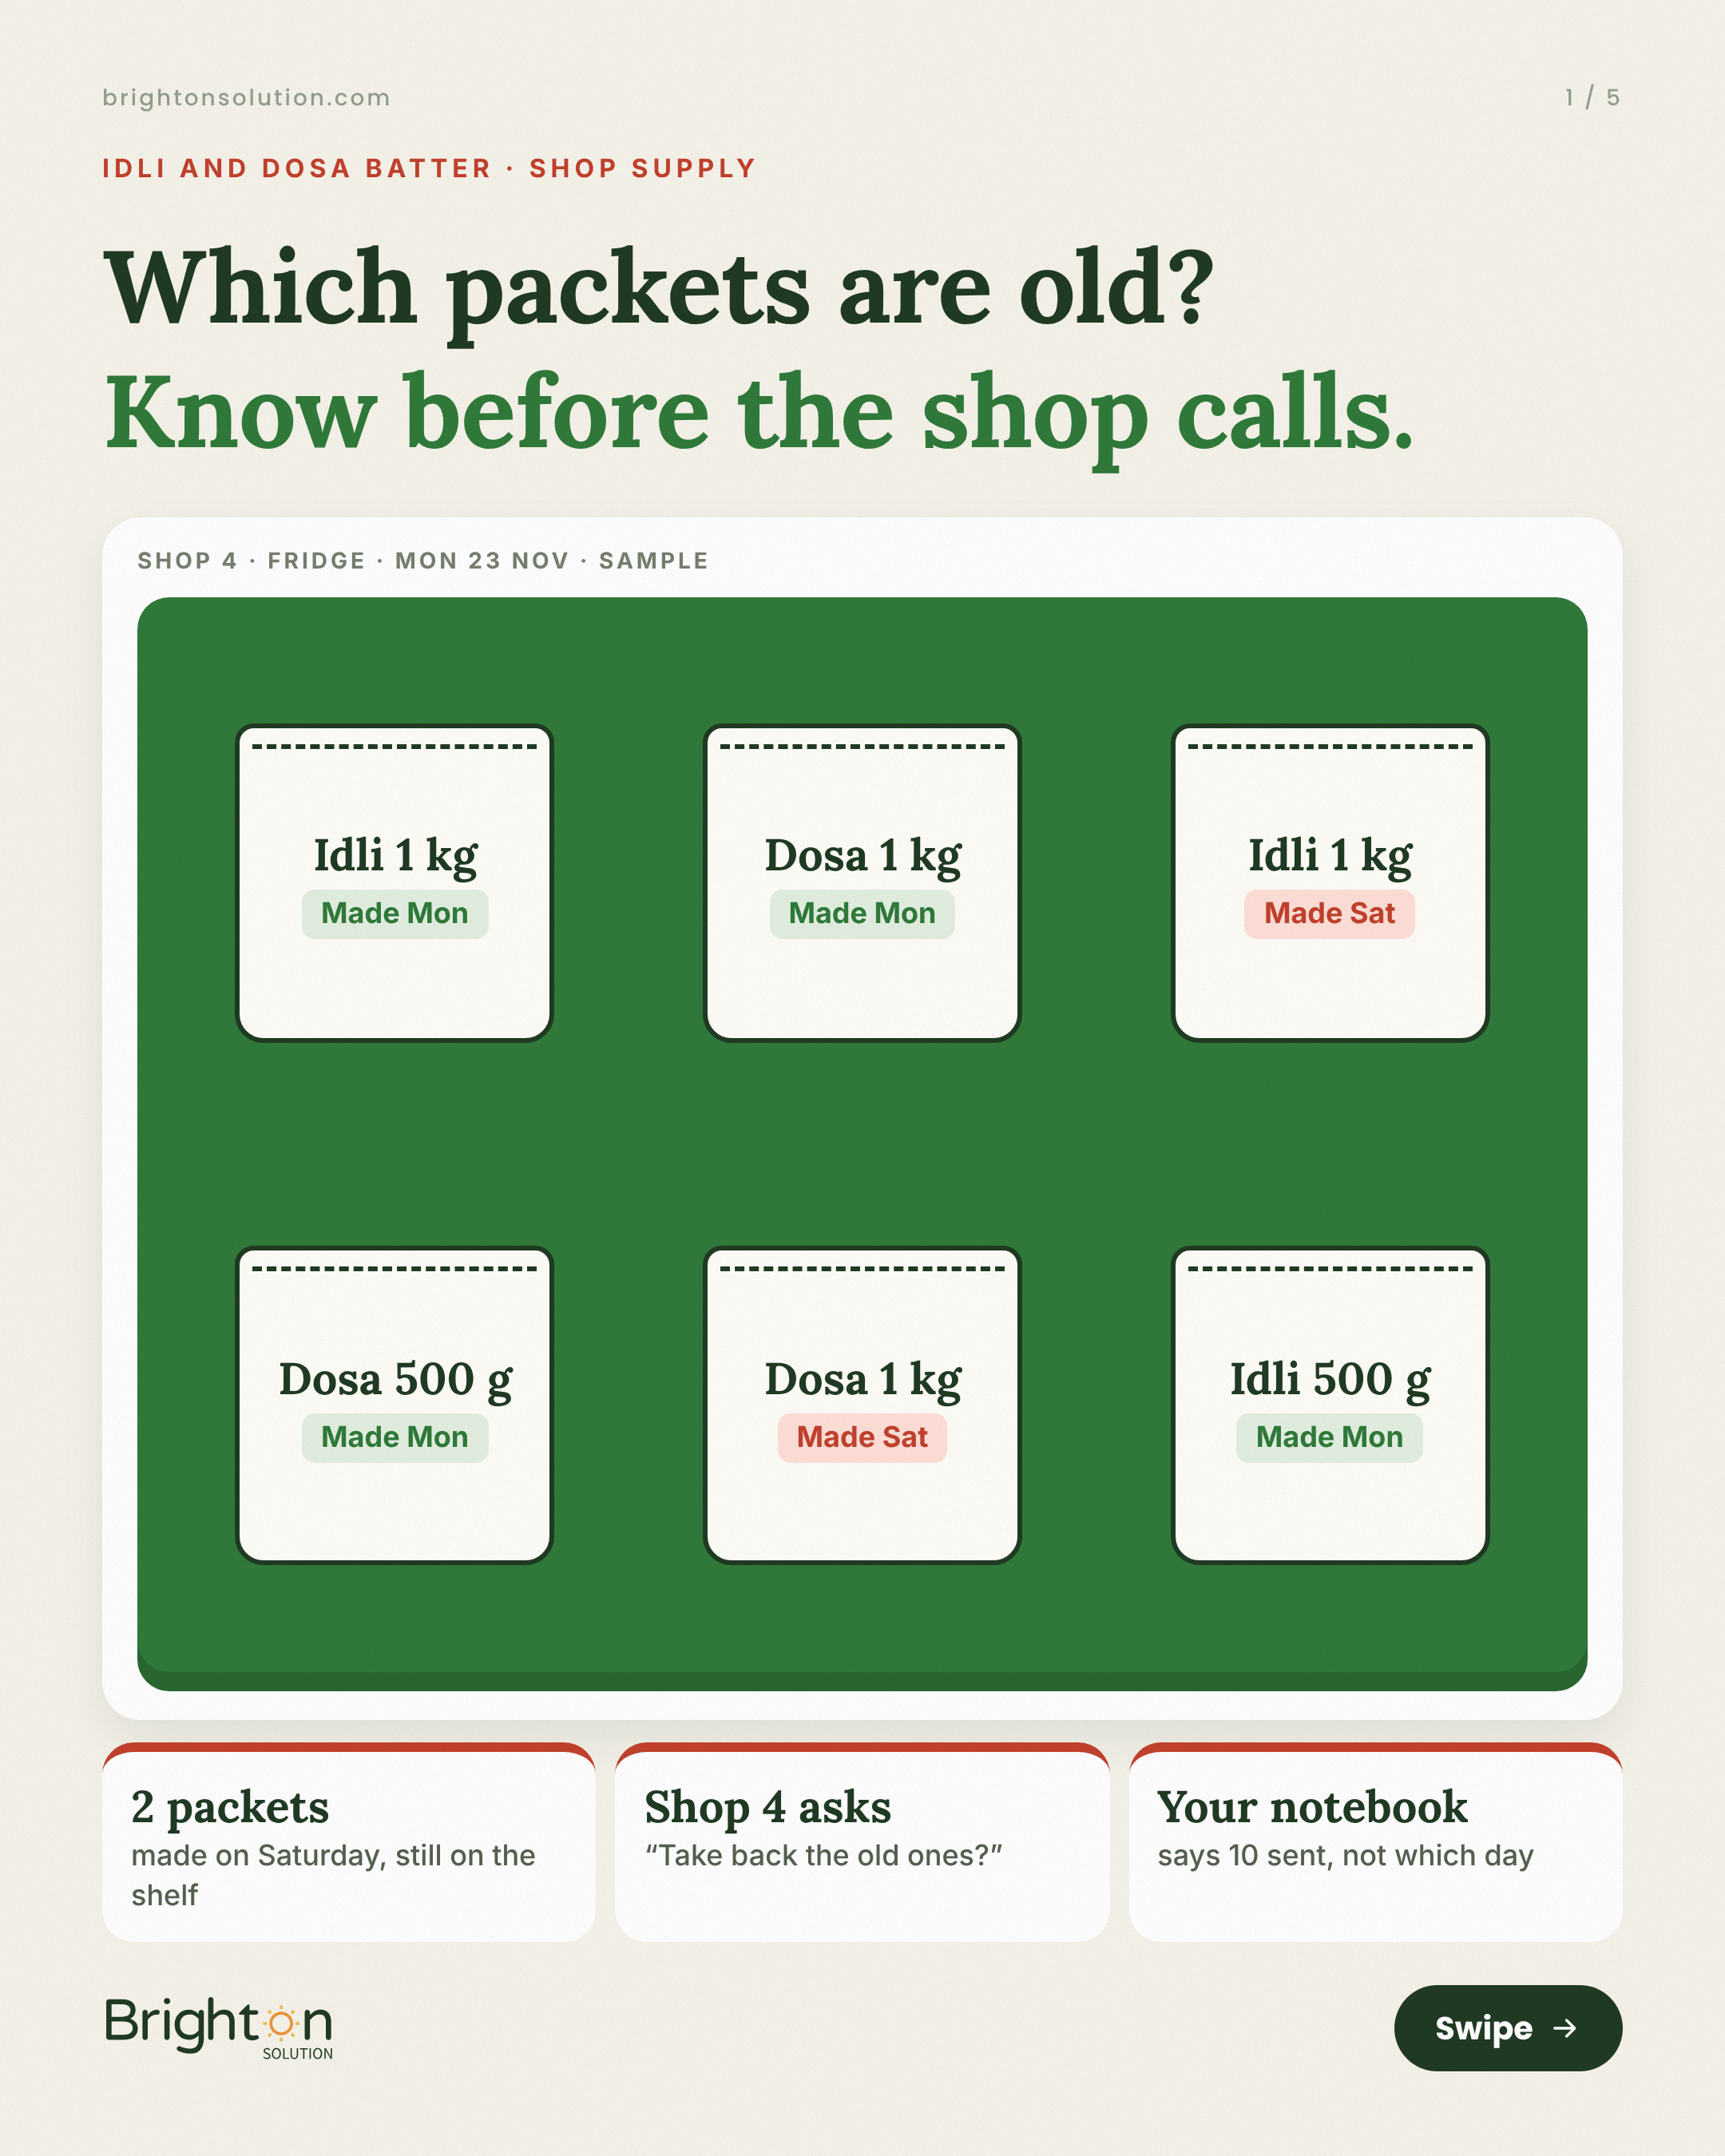 brightonsolution.com
1 / 5
IDLI AND DOSA BATTER · SHOP SUPPLY
Which packets are old?
Know before the shop calls.
SHOP 4 · FRIDGE · MON 23 NOV · SAMPLE
Idli 1 kg
Made Mon
Dosa 1 kg
Made Mon
Idli 1 kg
Made Sat
Dosa 500 g
Made Mon
Dosa 1 kg
Made Sat
Idli 500 g
Made Mon
2 packets
made on Saturday, still on the
shelf
Shop 4 asks
“Take back the old ones?”
Your notebook
says 10 sent, not which day
Brighton
SOLUTION
Swipe →